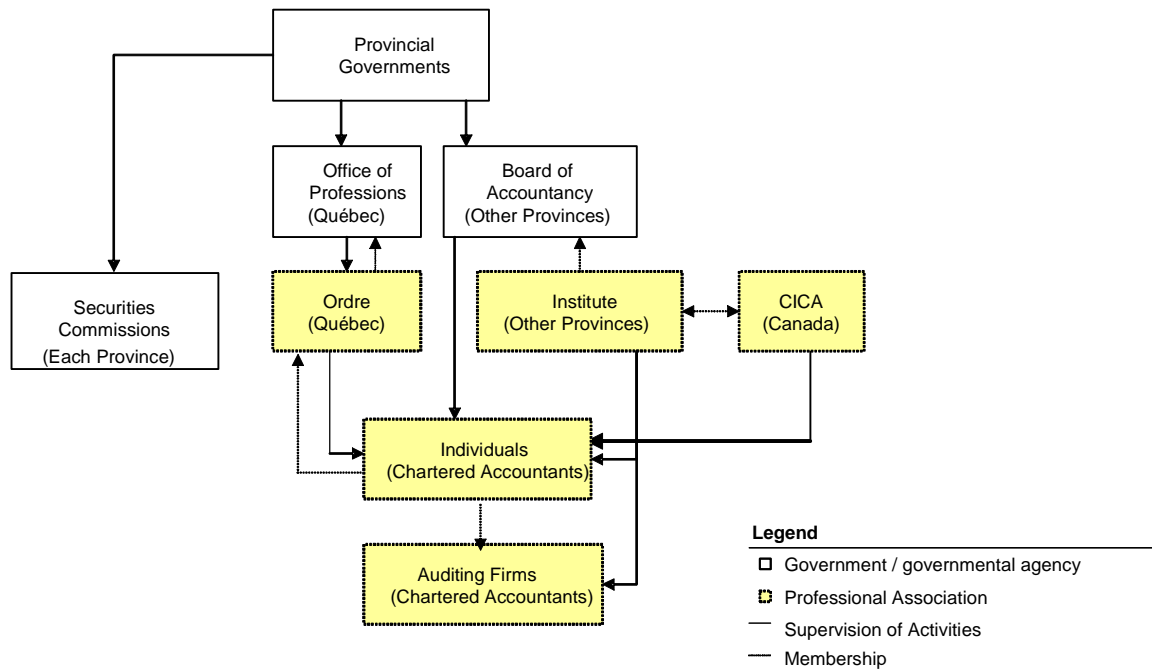 Provincial
Governments
Office of
Professions
(Québec)
Board of
Accountancy
(Other Provinces)
Securities
Commissions
(Each Province)
Ordre
(Québec)
Institute
(Other Provinces)
CICA
(Canada)
Individuals
(Chartered Accountants)
Auditing Firms
(Chartered Accountants)
Legend
Government / governmental agency
Professional Association
Supervision of Activities
Membership